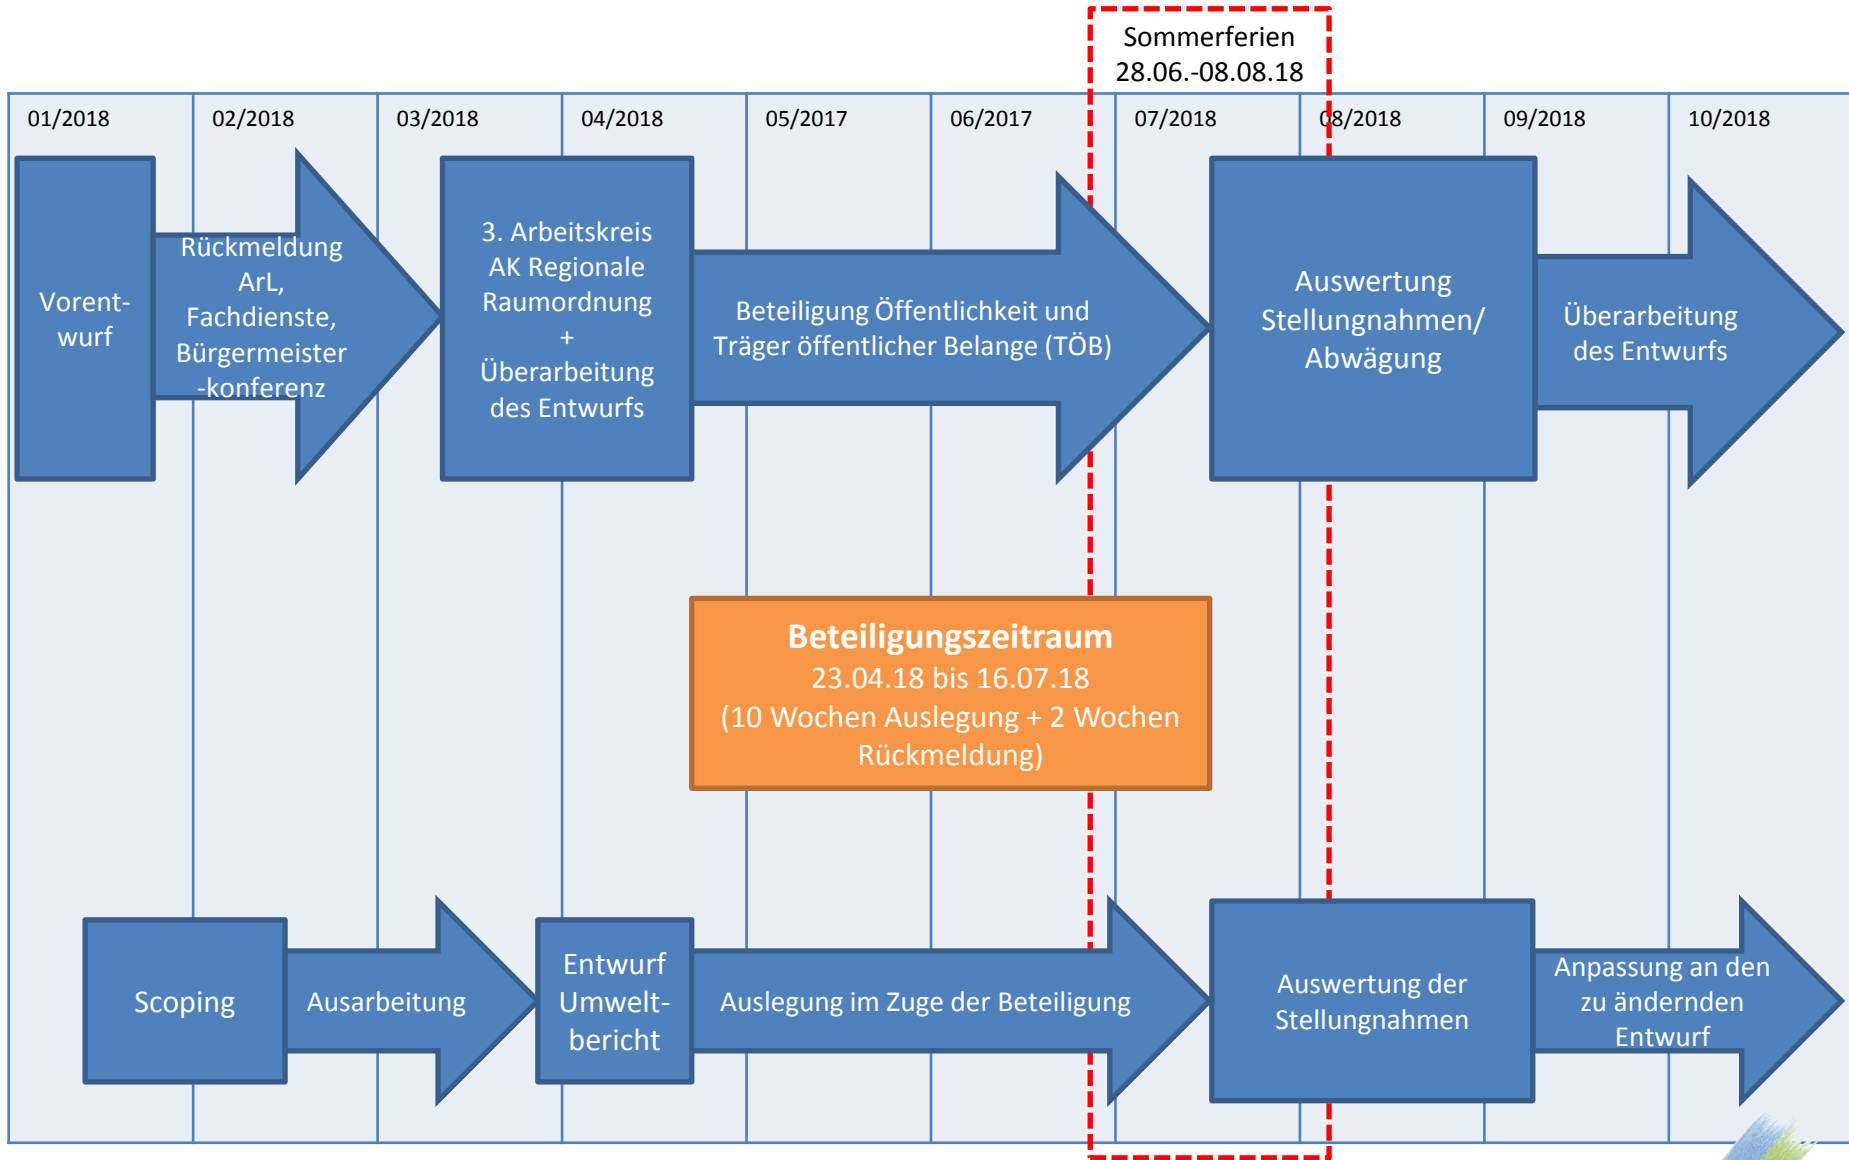 Sommerferien
28.06.-08.08.18
01/2018
02/2018
03/2018
04/2018
05/2017
06/2017
07/2018
08/2018
09/2018
10/2018
Vorent-
wurf
Rückmeldung
ArL,
Fachdienste,
Bürgermeister
-konferenz
3. Arbeitskreis
AK Regionale
Raumordnung
+
Überarbeitung
des Entwurfs
Beteiligung Öffentlichkeit und
Träger öffentlicher Belange (TÖB)
Auswertung
Stellungnahmen/
Abwägung
Überarbeitung
des Entwurfs
Beteiligungszeitraum
23.04.18 bis 16.07.18
(10 Wochen Auslegung + 2 Wochen
Rückmeldung)
Scoping
Ausarbeitung
Entwurf
Umwelt-
bericht
Auslegung im Zuge der Beteiligung
Auswertung der
Stellungnahmen
Anpassung an den
zu ändernden
Entwurf